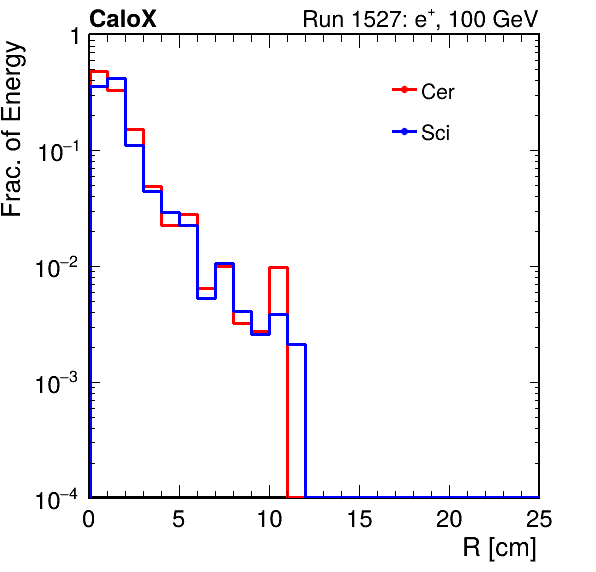 CaloX Run 1527: e⁺, 100 GeV
Frac. of Energy
1
10⁻¹
10⁻²
10⁻³
10⁻⁴
Cer
Sci
0 5 10 15 20 25
R [cm]